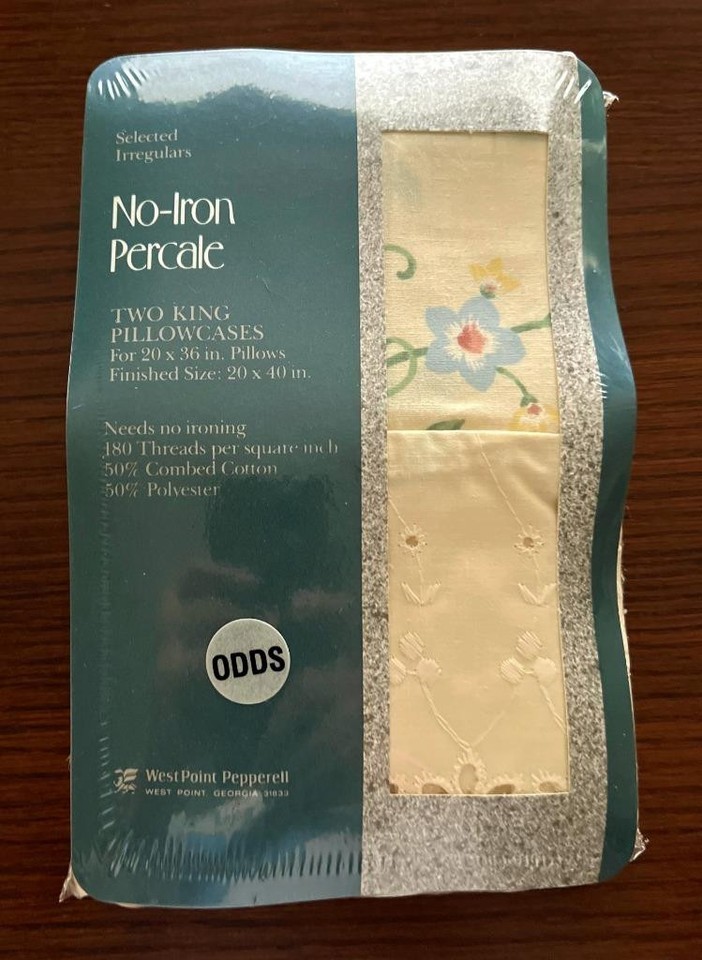 Selected
Irregulars
No-Iron
Percale
TWO KING
PILLOWCASES
For 20 x 36 in. Pillows
Finished Size: 20 x 40 in.
Needs no ironing
180 Threads per square inch
50% Combed Cotton
50% Polyester
ODDS
WestPoint Pepperell
WEST POINT, GEORGIA 31833